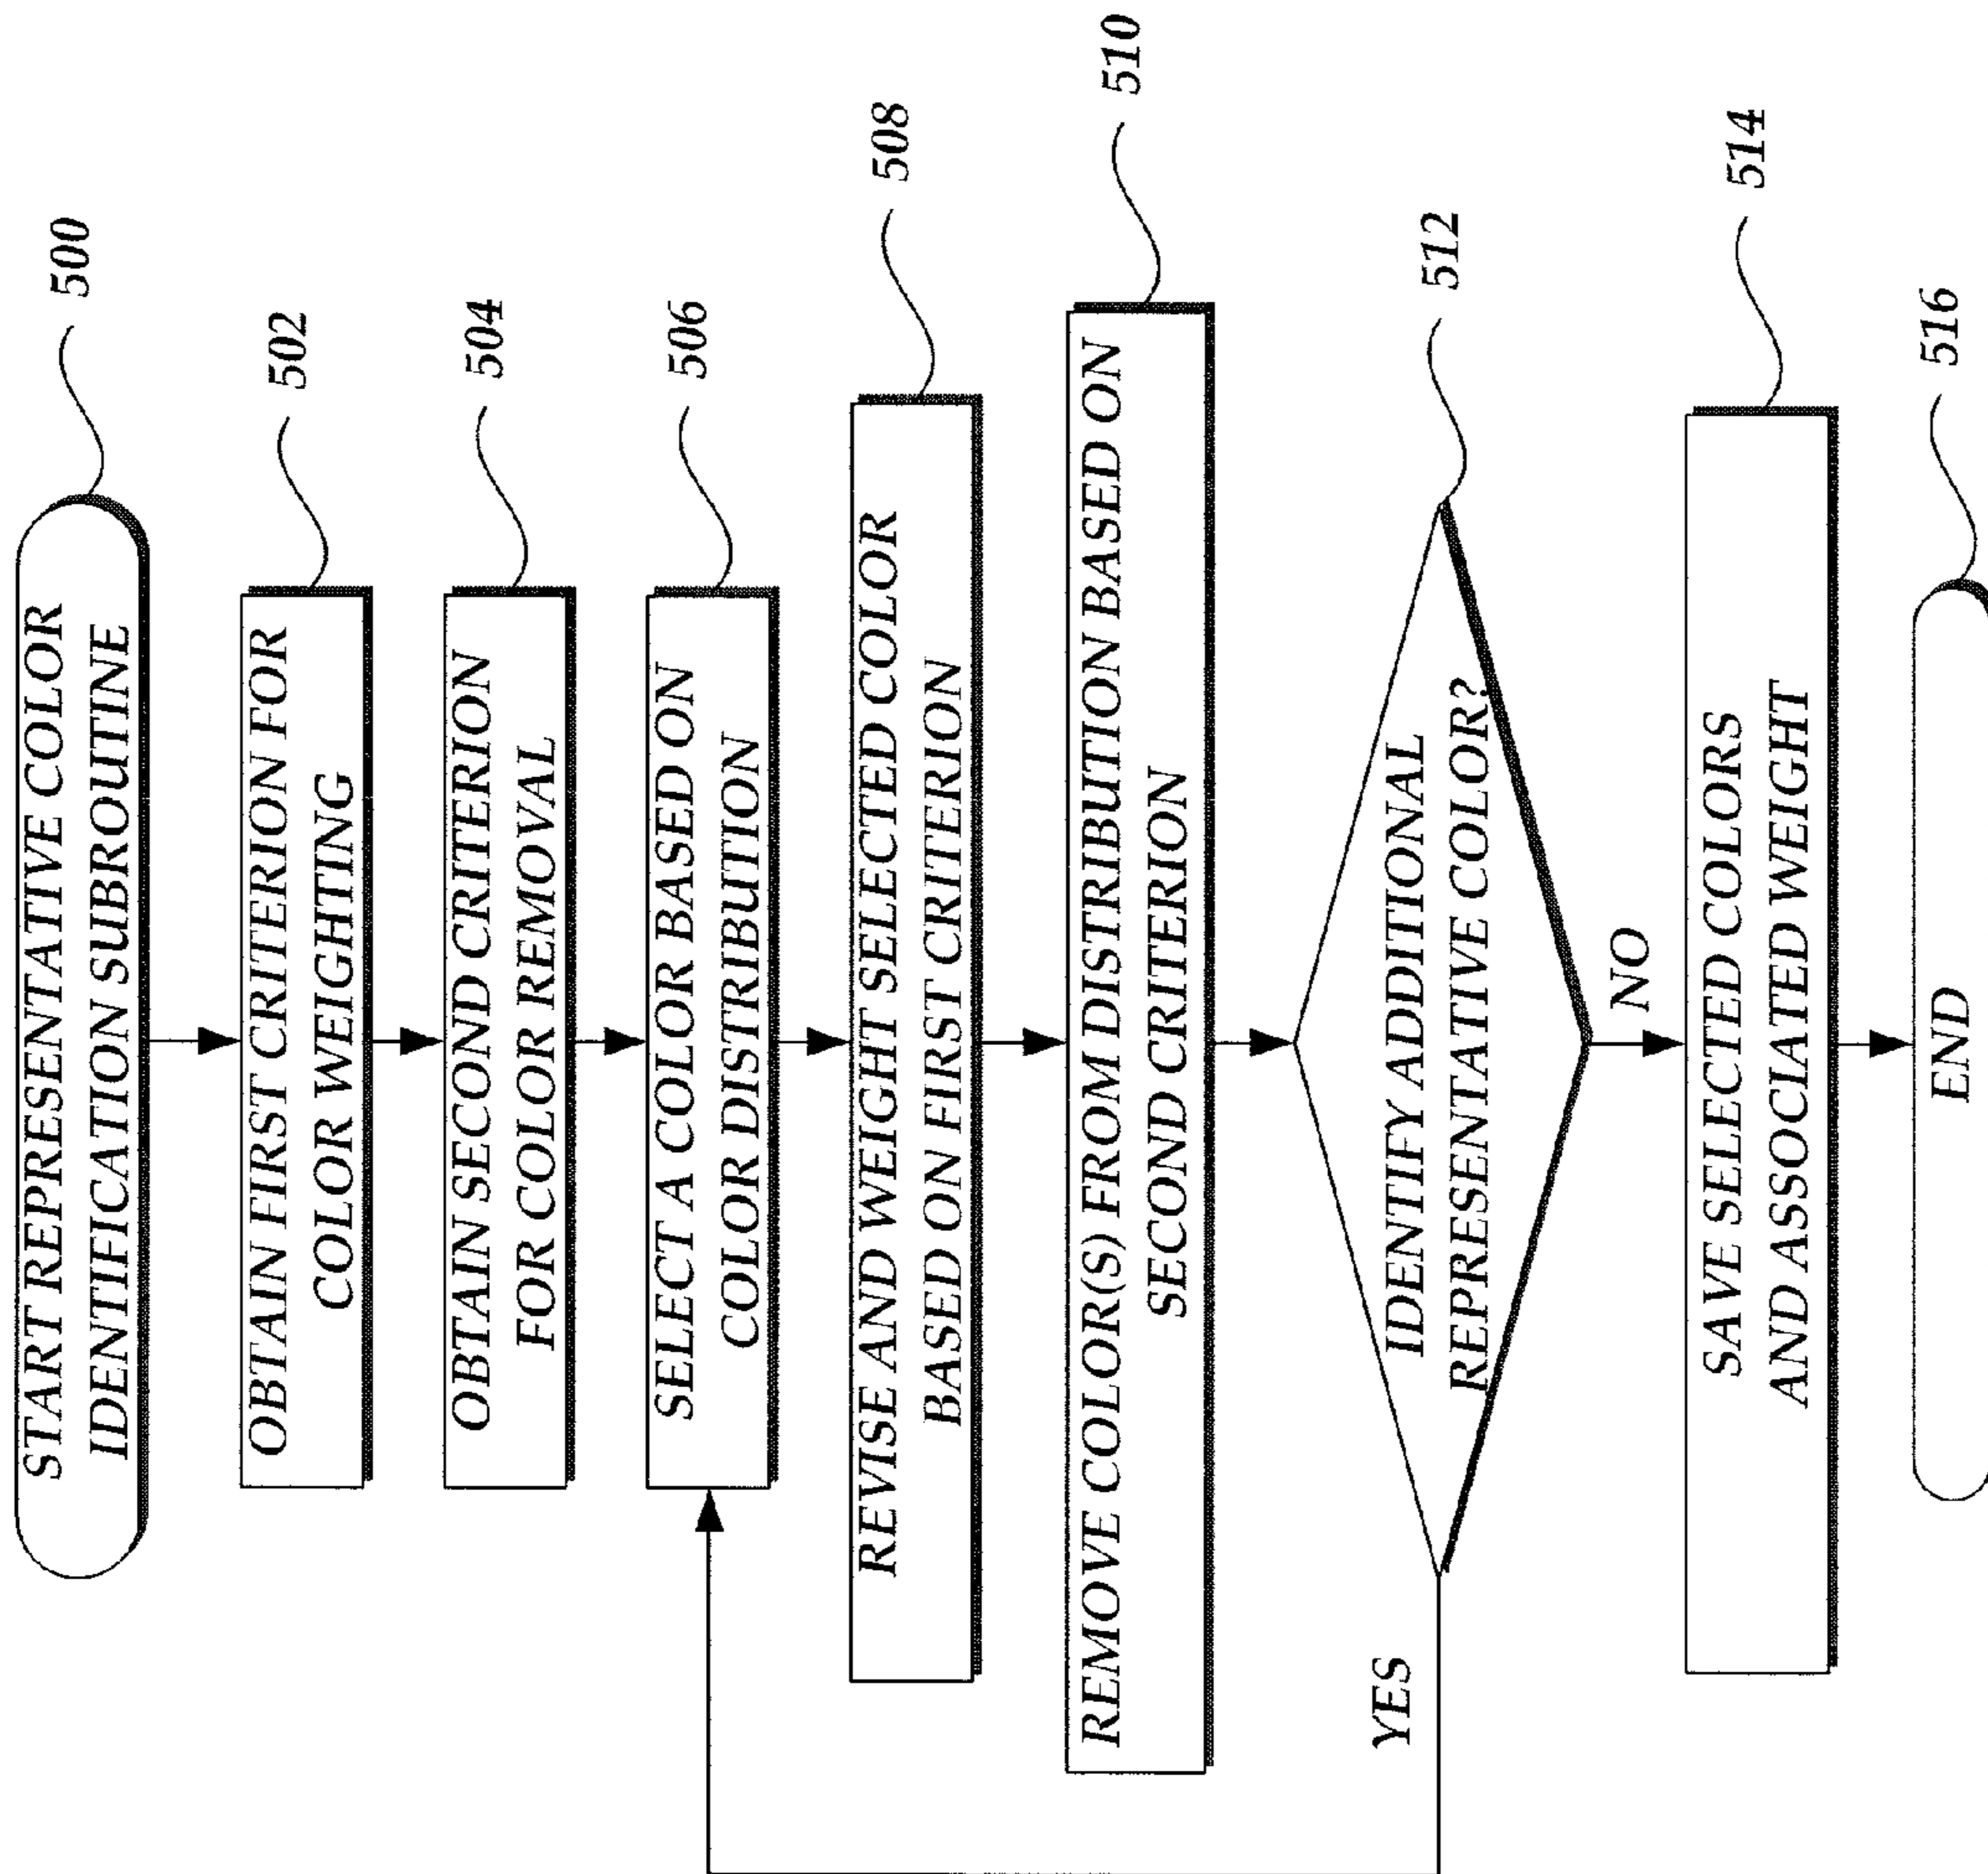 START REPRESENTATIVE COLOR
IDENTIFICATION SUBROUTINE
500
OBTAIN FIRST CRITERION FOR
COLOR WEIGHTING
502
OBTAIN SECOND CRITERION
FOR COLOR REMOVAL
504
SELECT A COLOR BASED ON
COLOR DISTRIBUTION
506
REVISE AND WEIGHT SELECTED COLOR
BASED ON FIRST CRITERION
508
REMOVE COLOR(S) FROM DISTRIBUTION BASED ON
SECOND CRITERION
510
IDENTIFY ADDITIONAL
REPRESENTATIVE COLOR?
512
YES
NO
SAVE SELECTED COLORS
AND ASSOCIATED WEIGHT
514
END
516